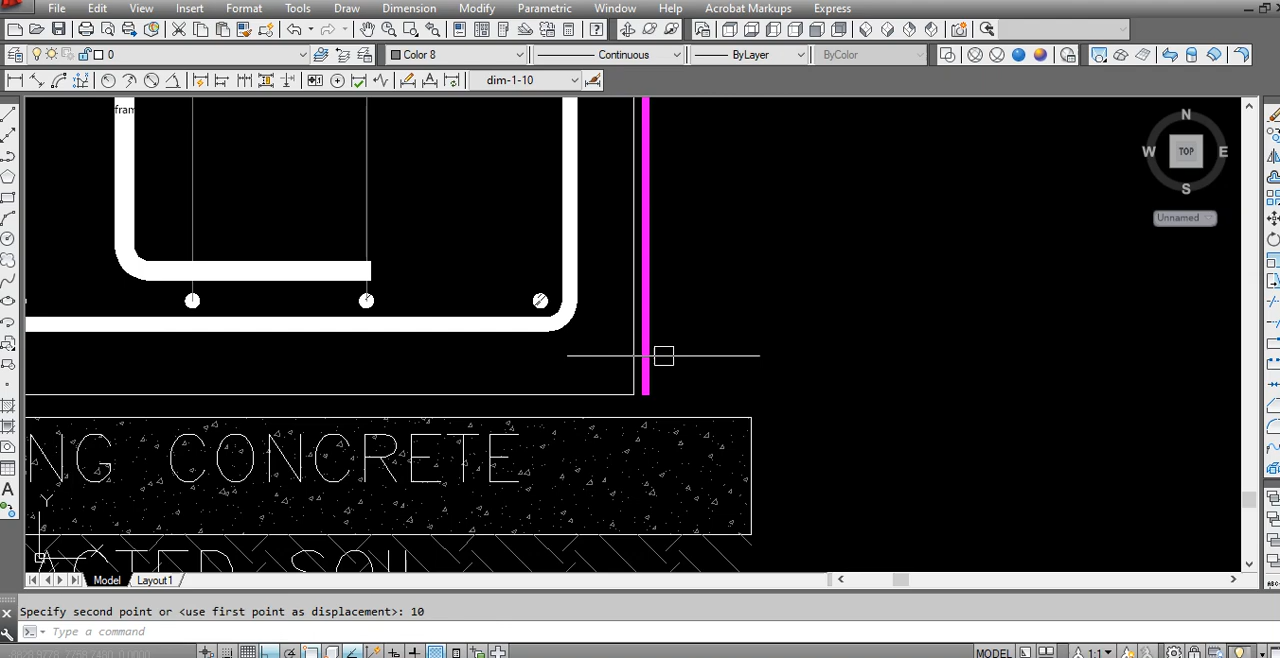 File Edit View Insert Format Tools Draw Dimension Modify Parametric Window Help Acrobat Markups Express
0 Color 8 Continuous ByLayer ByColor
dim-1-10
N
W TOP E
S
Unnamed
NG CONCRETE
Y
Model Layout1
Specify second point or <use first point as displacement>: 10
Type a command
MODEL 1:1